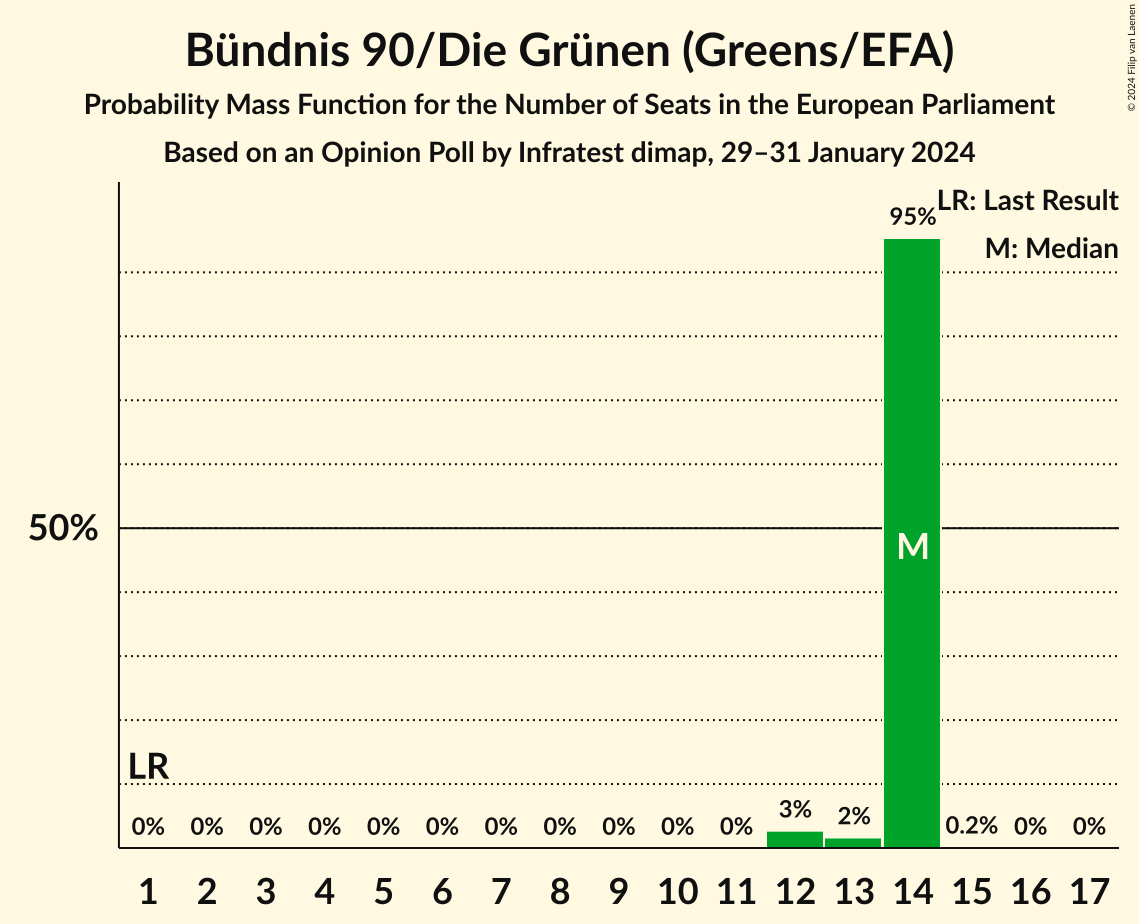 Bündnis 90/Die Grünen (Greens/EFA)
Probability Mass Function for the Number of Seats in the European Parliament
Based on an Opinion Poll by Infratest dimap, 29–31 January 2024
© 2024 Filip van Laenen
LR: Last Result
M: Median
95%
50%
M
LR
0% 0% 0% 0% 0% 0% 0% 0% 0% 0% 0% 3% 2% 0.2% 0% 0%
1 2 3 4 5 6 7 8 9 10 11 12 13 14 15 16 17